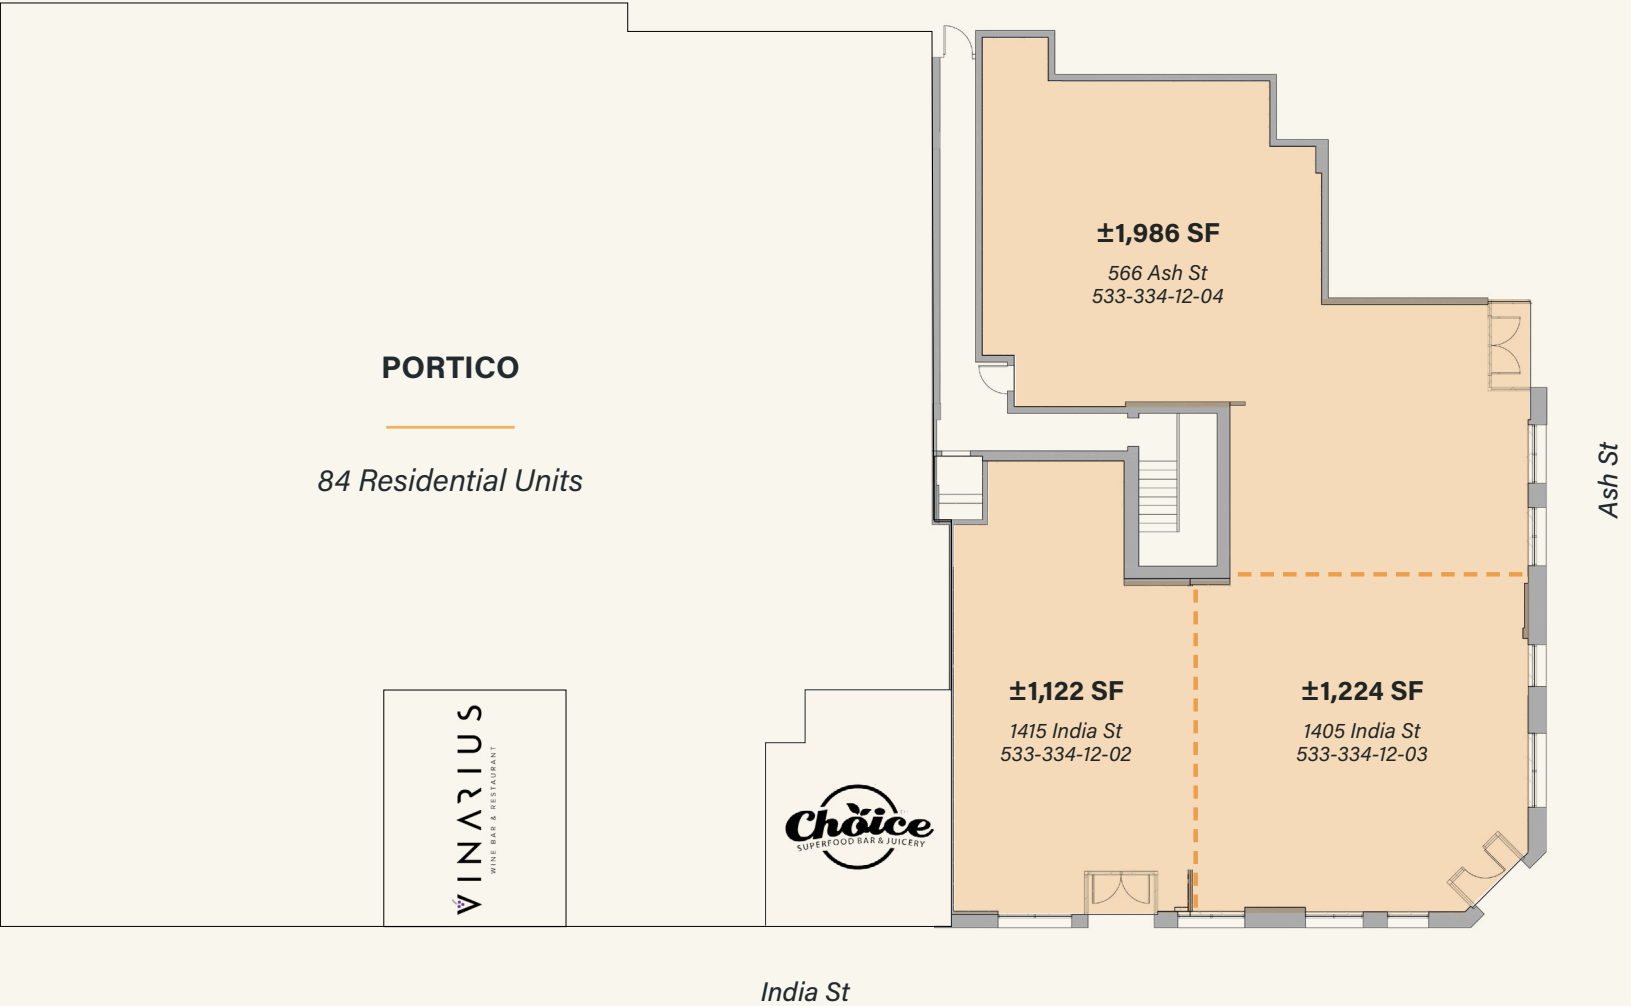 ±1,986 SF
566 Ash St
533-334-12-04
PORTICO
84 Residential Units
Ash St
±1,122 SF
1415 India St
533-334-12-02
±1,224 SF
1405 India St
533-334-12-03
VINARIUS
WINE BAR & RESTAURANT
Choice
SUPERFOOD BAR & JUICERY
India St